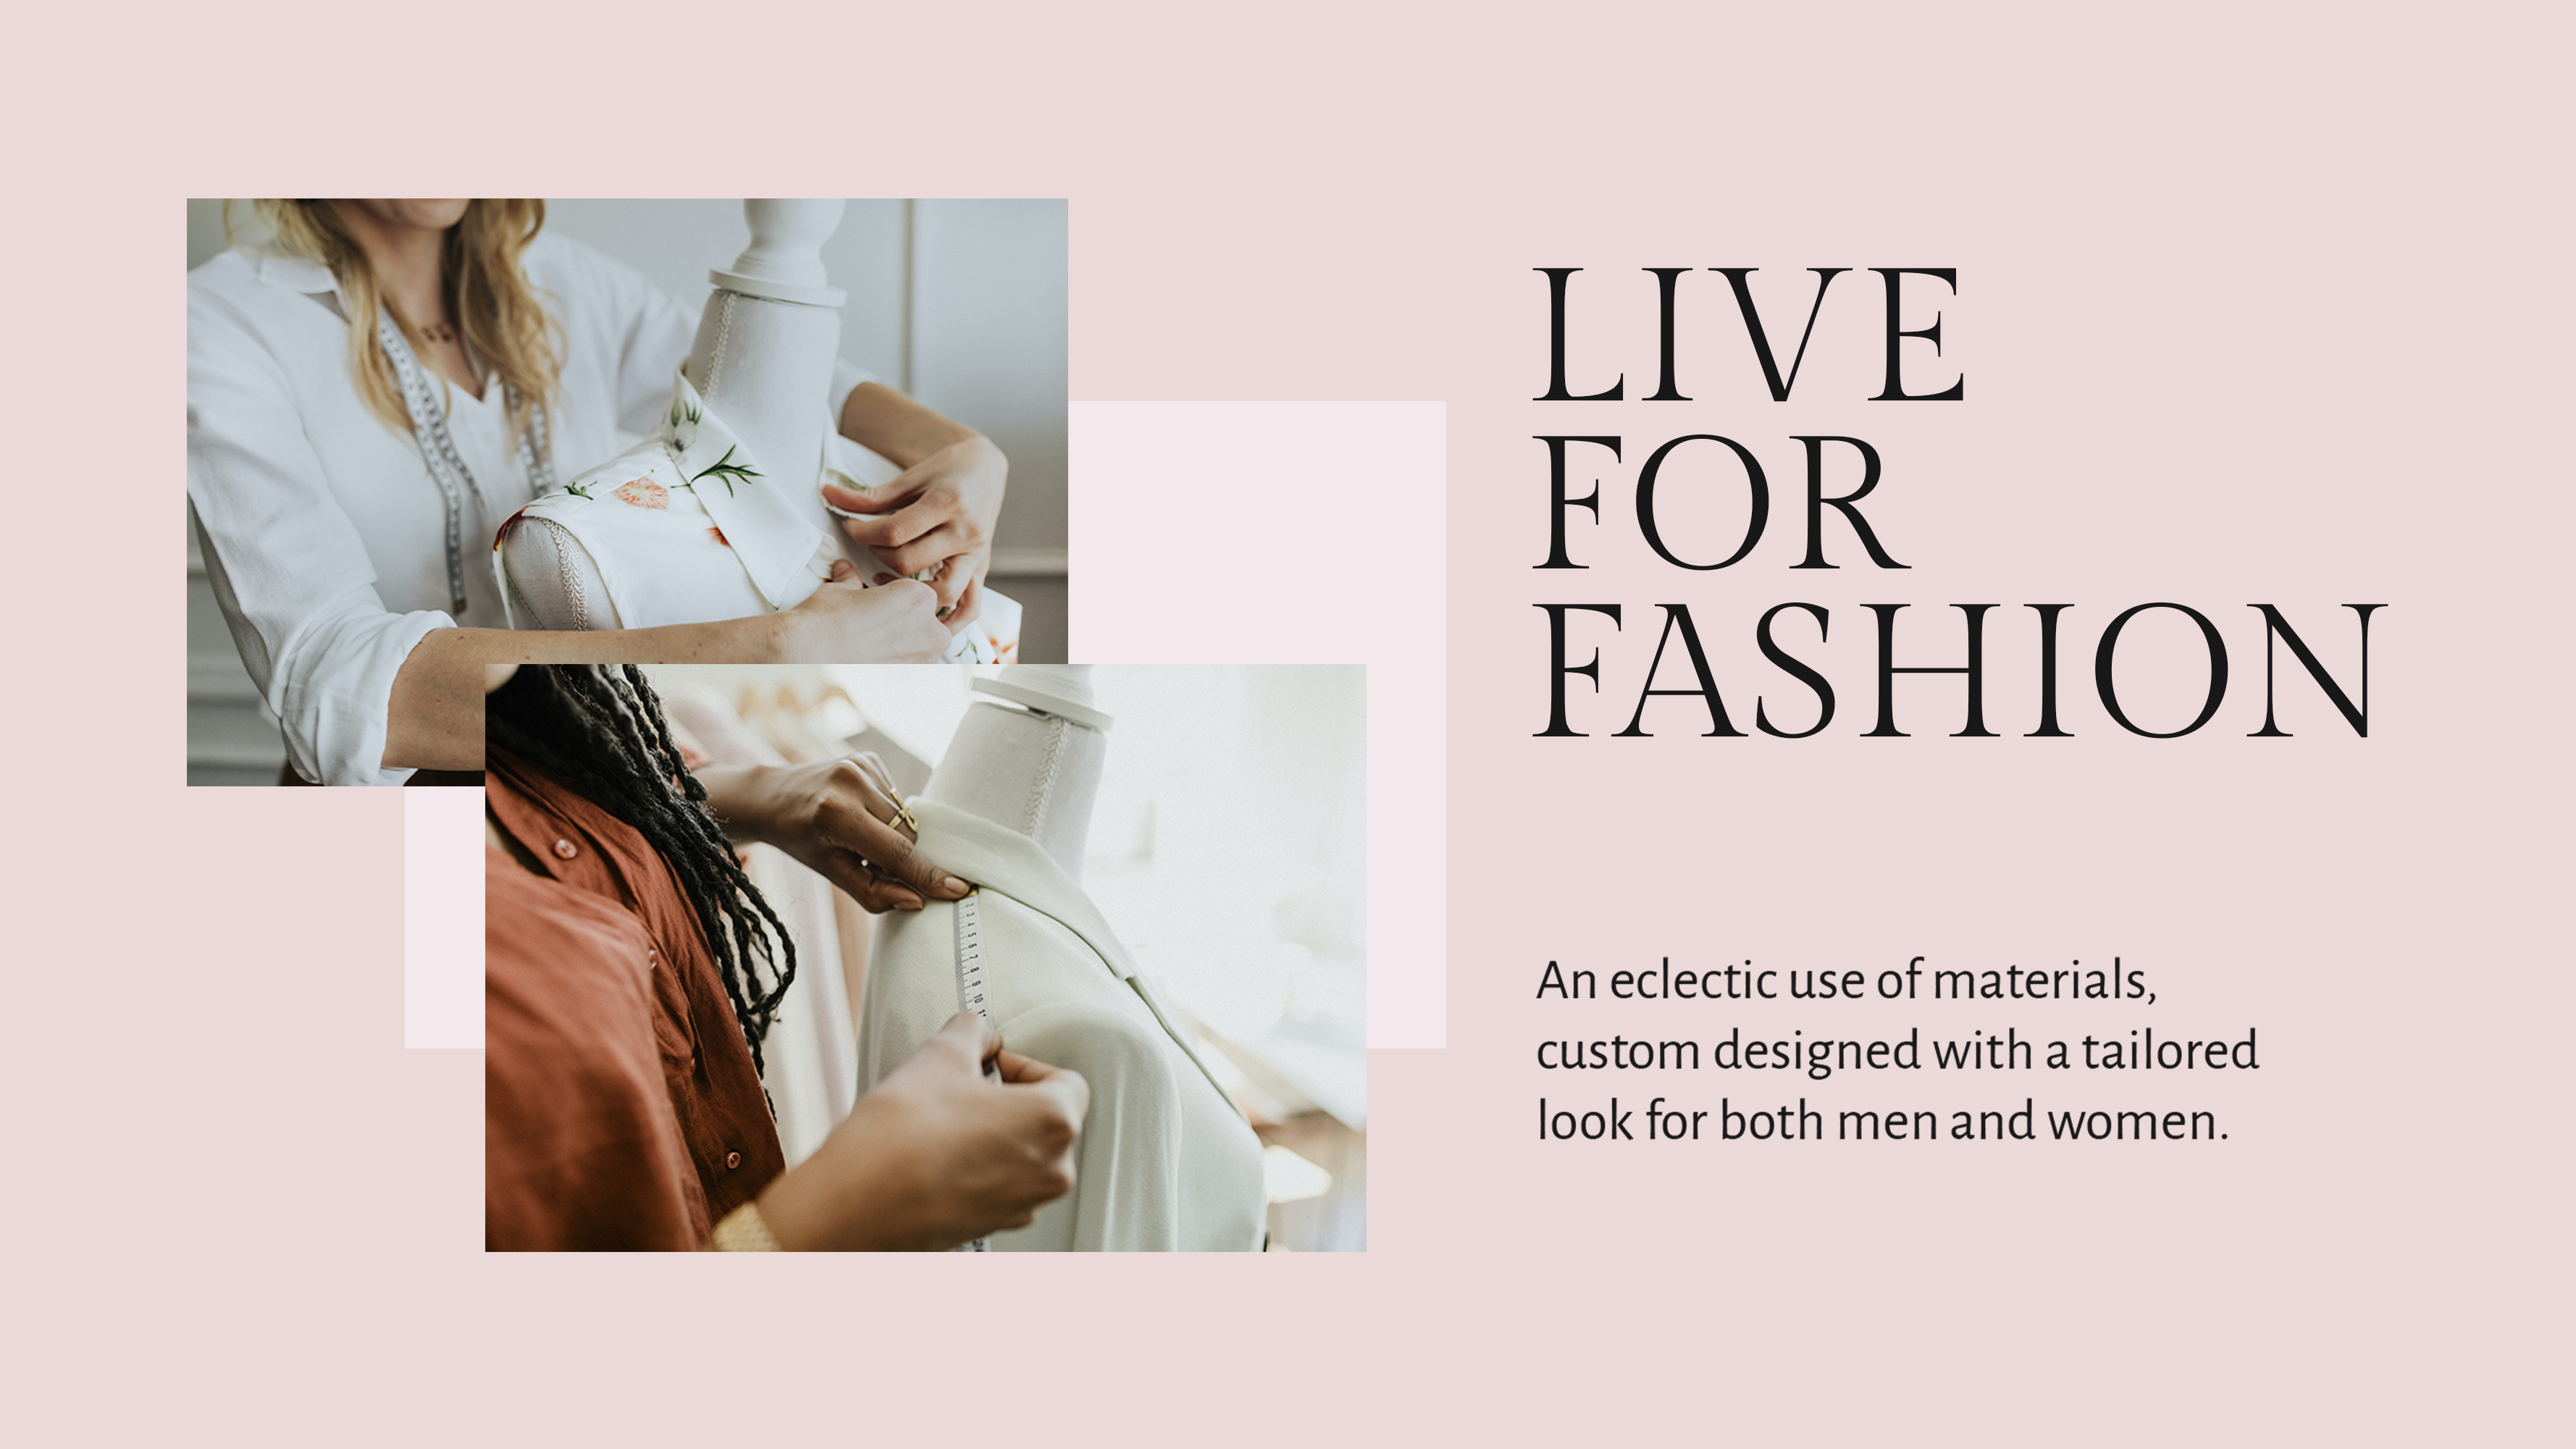 LIVE
FOR
FASHION
An eclectic use of materials,
custom designed with a tailored
look for both men and women.